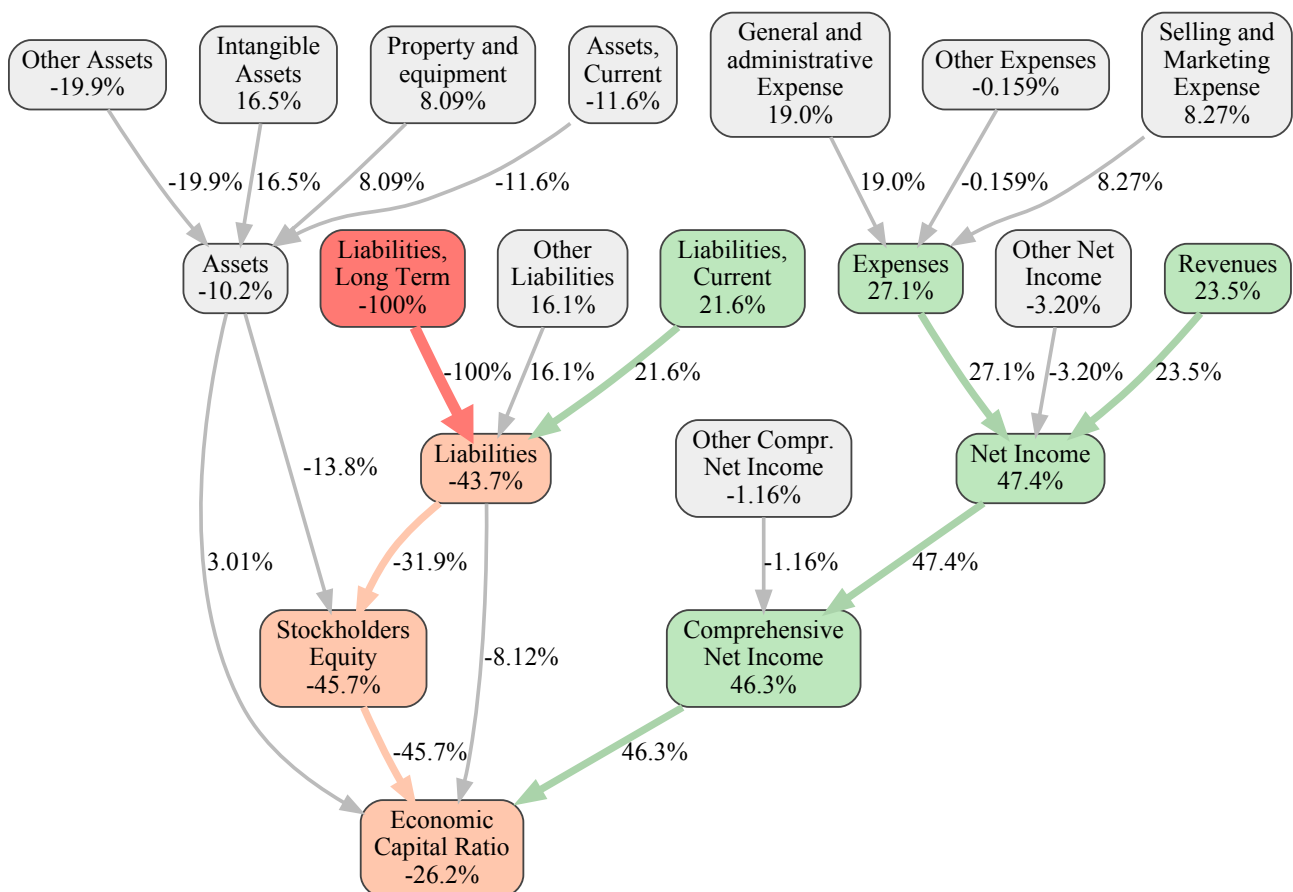 Other Assets
-19.9%
Intangible
Assets
16.5%
Property and
equipment
8.09%
Assets,
Current
-11.6%
General and
administrative
Expense
19.0%
Other Expenses
-0.159%
Selling and
Marketing
Expense
8.27%
-19.9%
16.5%
8.09%
-11.6%
19.0%
-0.159%
8.27%
Assets
-10.2%
Liabilities,
Long Term
-100%
Other
Liabilities
16.1%
Liabilities,
Current
21.6%
Expenses
27.1%
Other Net
Income
-3.20%
Revenues
23.5%
-100%
16.1%
21.6%
27.1%
-3.20%
23.5%
-13.8%
Liabilities
-43.7%
Other Compr.
Net Income
-1.16%
Net Income
47.4%
3.01%
-31.9%
-1.16%
47.4%
Stockholders
Equity
-45.7%
-8.12%
Comprehensive
Net Income
46.3%
-45.7%
46.3%
Economic
Capital Ratio
-26.2%